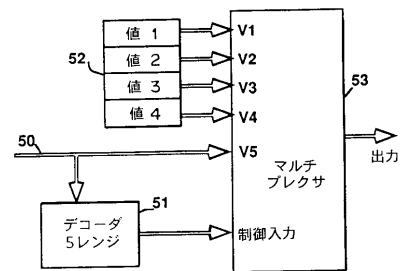 値 1
値 2
値 3
値 4
52
V1
V2
V3
V4
V5
53
50
マルチ
プレクサ
出力
51
デコーダ
5レンジ
制御入力